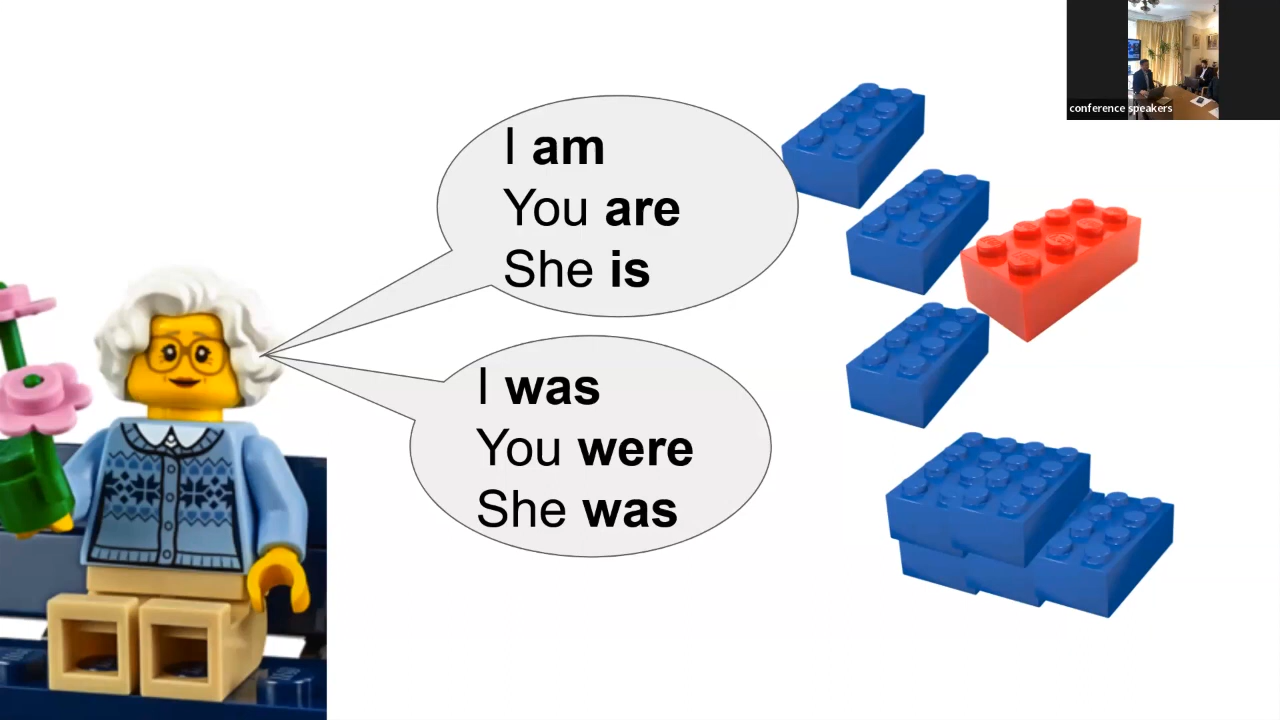 conference speakers
I am
You are
She is
I was
You were
She was